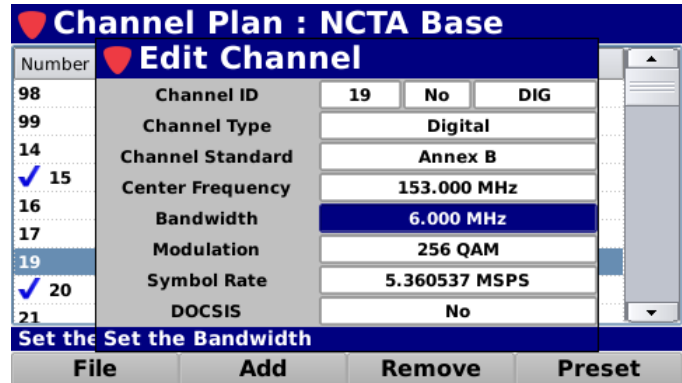 Channel Plan : NCTA Base
Number
Edit Channel
98
Channel ID 19 No DIG
99
Channel Type Digital
14
Channel Standard Annex B
15
Center Frequency 153.000 MHz
16
Bandwidth 6.000 MHz
17
Modulation 256 QAM
19
Symbol Rate 5.360537 MSPS
20
DOCSIS No
21
Set the Set the Bandwidth
File Add Remove Preset